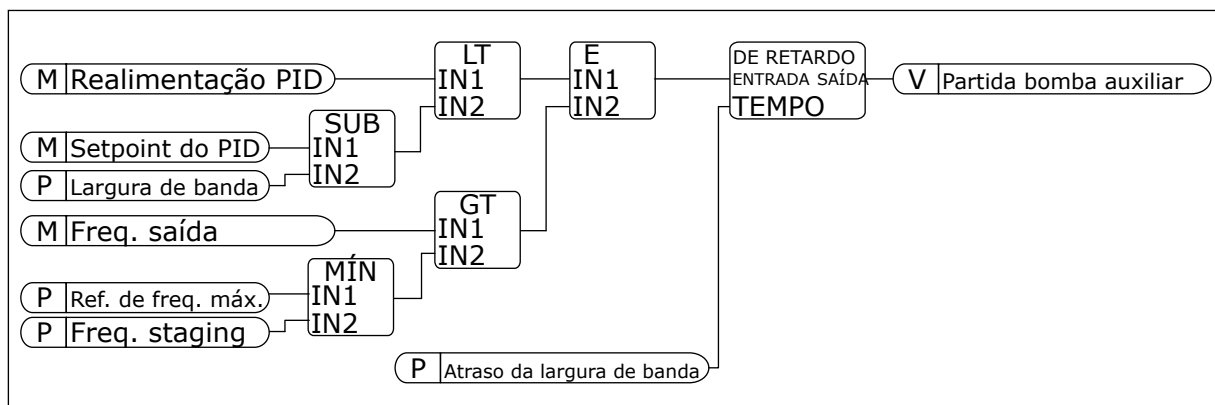 LT
E
DE RETARDO
M Realimentação PID
IN1
IN1
ENTRADA SAÍDA
V Partida bomba auxiliar
IN2
IN2
TEMPO
SUB
M Setpoint do PID
IN1
P Largura de banda
IN2
GT
M Freq. saída
IN1
IN2
MÍN
P Ref. de freq. máx.
IN1
P Freq. staging
IN2
P Atraso da largura de banda